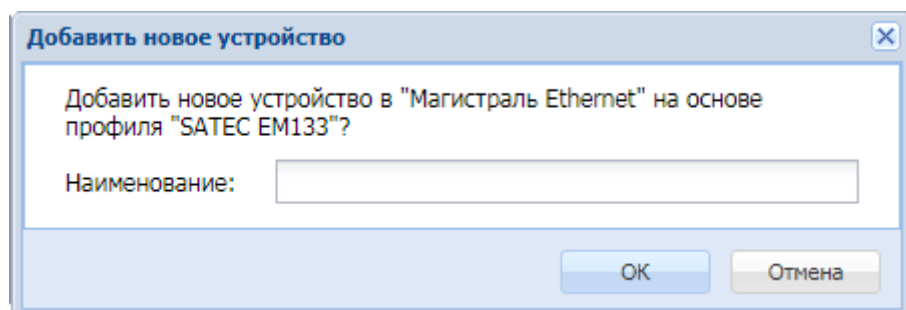 Добавить новое устройство
Добавить новое устройство в "Магистраль Ethernet" на основе
профиля "SATEC EM133"?
Наименование:
OK
Отмена